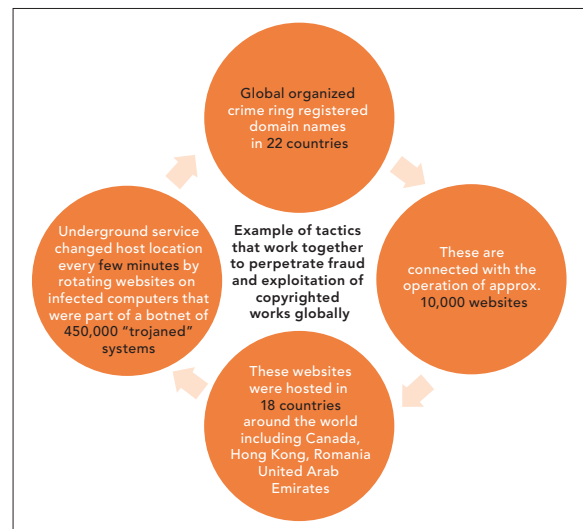 Global organized
crime ring registered
domain names
in 22 countries
These are
connected with the
operation of approx.
10,000 websites
These websites
were hosted in
18 countries
around the world
including Canada,
Hong Kong, Romania
United Arab
Emirates
Underground service
changed host location
every few minutes by
rotating websites on
infected computers that
were part of a botnet of
450,000 “trojaned”
systems
Example of tactics
that work together
to perpetrate fraud
and exploitation of
copyrighted
works globally